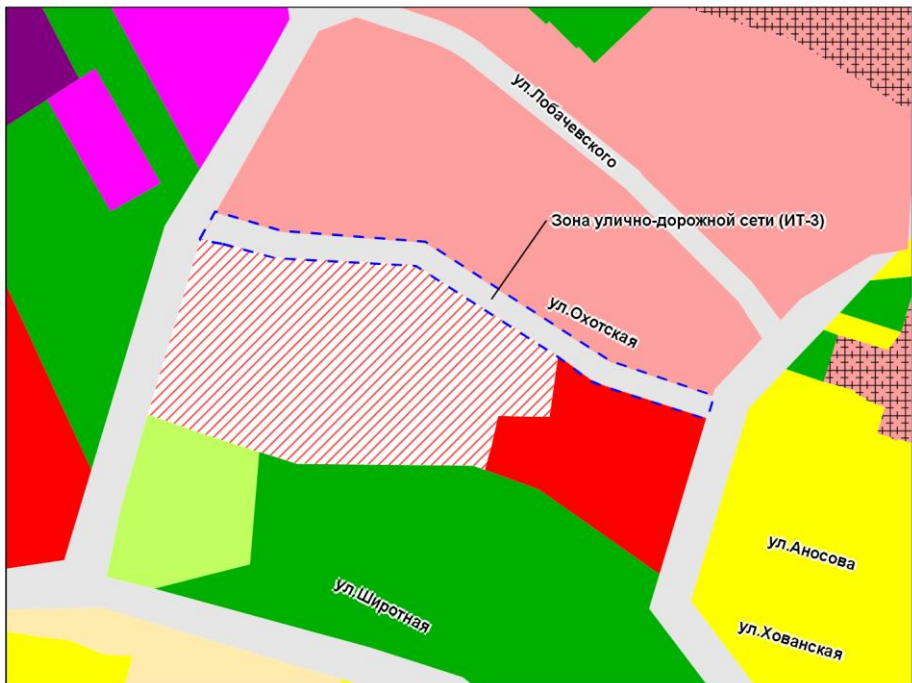 ул.Лобачевского
Зона улично-дорожной сети (ИТ-3)
ул.Охотская
ул.Аносова
ул.Широтная
ул.Хованская